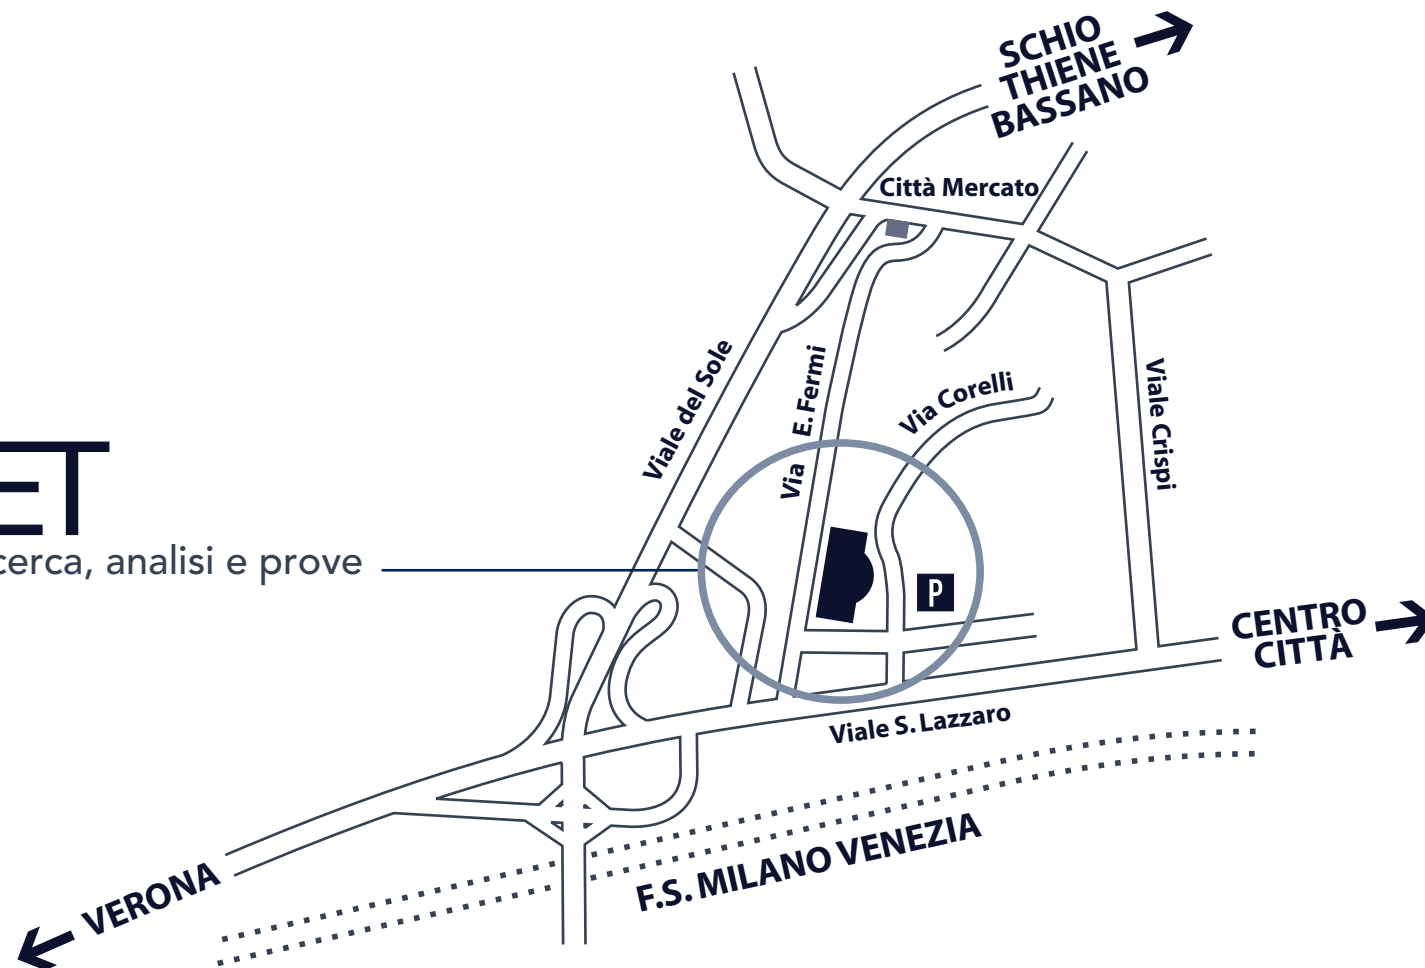 SCHIO
THIENE
BASSANO
Città Mercato
Viale del Sole
Via E. Fermi
Via Corelli
Viale Crispi
ET
cerca, analisi e prove
P
CENTRO
CITTÀ
Viale S. Lazzaro
F.S. MILANO VENEZIA
VERONA